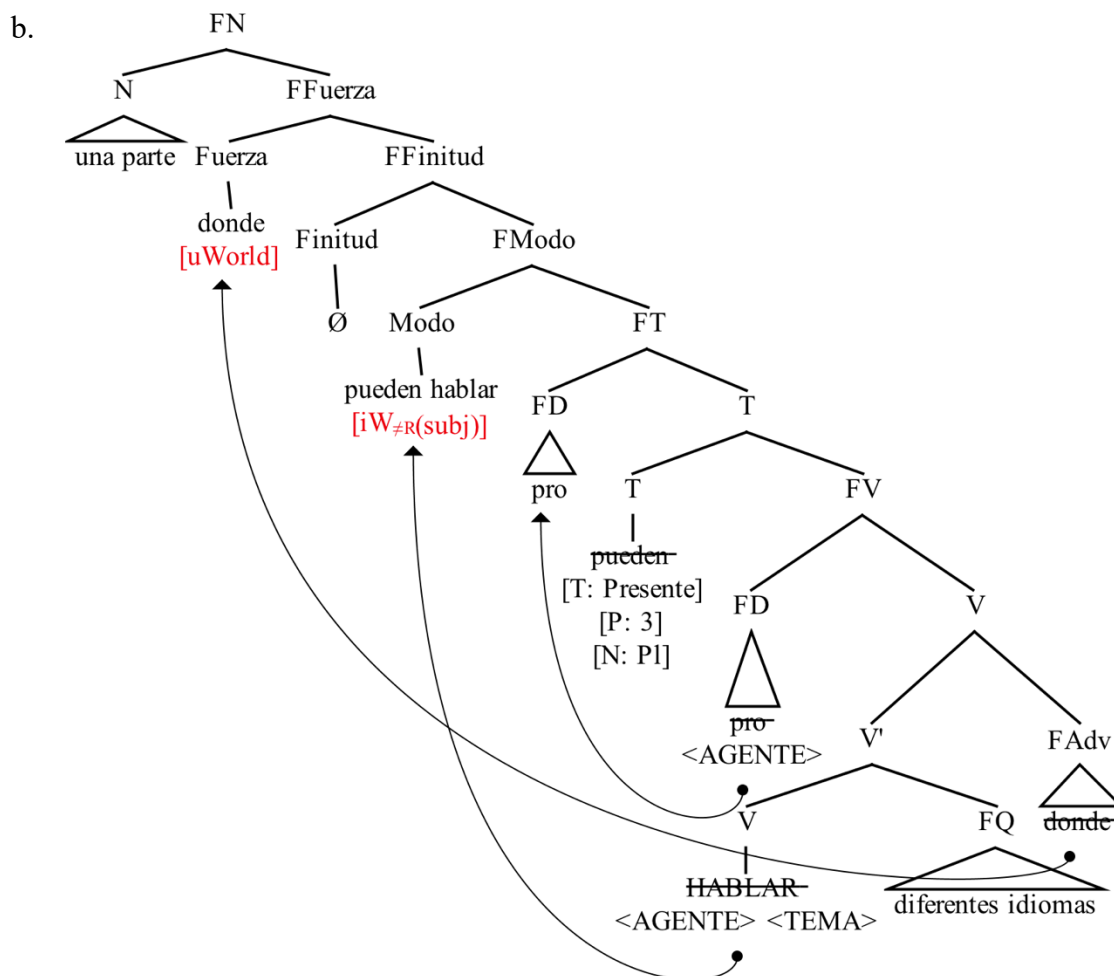 b.
FN
N FFuerza
una parte Fuerza FFinitud
donde Finitud FModo
[uWorld]
Ø Modo FT
pueden hablar FD T
[iW≠R(subj)]
pro T FV
pueden
[T: Presente] FD V
[P: 3]
[N: Pl]
pro V' FAdv
<AGENTE>
V FQ donde
HABLAR diferentes idiomas
<AGENTE> <TEMA>